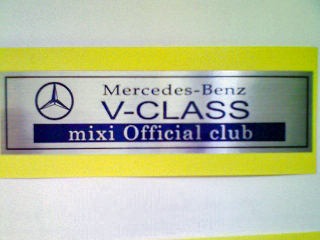 Mercedes-Benz
V-CLASS
mixi Official club